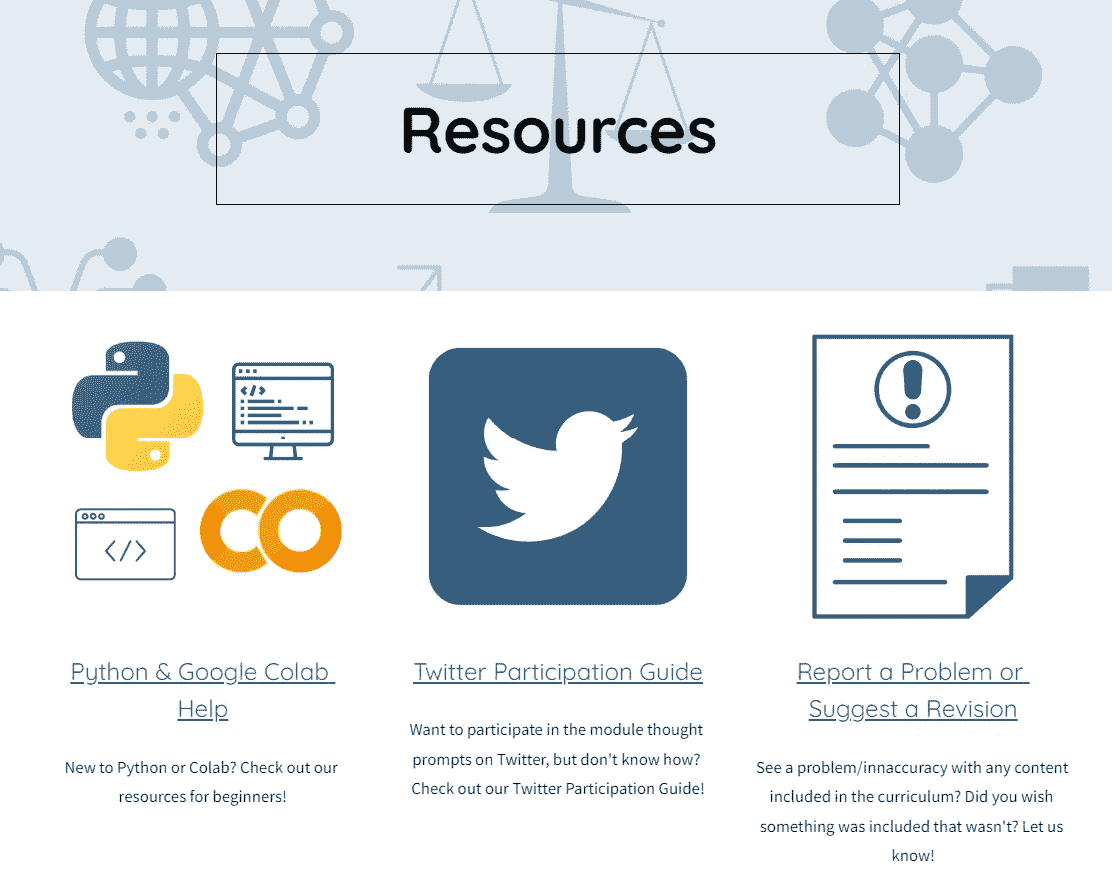 Resources
Python & Google Colab
Help
New to Python or Colab? Check out our
resources for beginners!
Twitter Participation Guide
Want to participate in the module thought
prompts on Twitter, but don't know how?
Check out our Twitter Participation Guide!
Report a Problem or
Suggest a Revision
See a problem/innaccuracy with any content
included in the curriculum? Did you wish
something was included that wasn't? Let us
know!